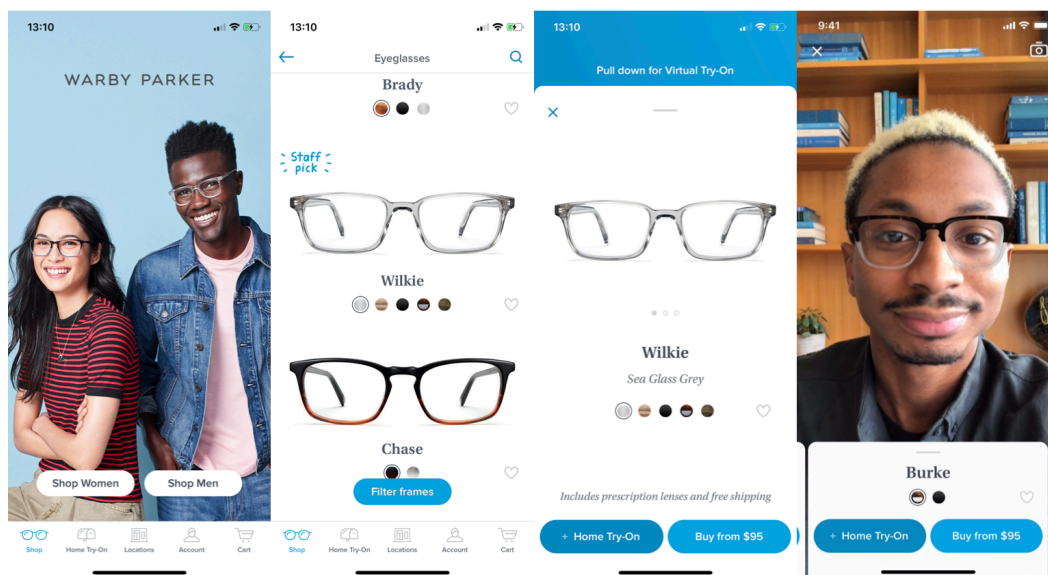 13:10
WARBY PARKER
Shop Women
Shop Men
Shop
Home Try-On
Locations
Account
Cart
13:10
Eyeglasses
Brady
Staff
pick
Wilkie
Chase
Filter frames
Shop
Home Try-On
Locations
Account
Cart
13:10
Pull down for Virtual Try-On
Wilkie
Sea Glass Grey
Includes prescription lenses and free shipping
+ Home Try-On
Buy from $95
9:41
Burke
+ Home Try-On
Buy from $95